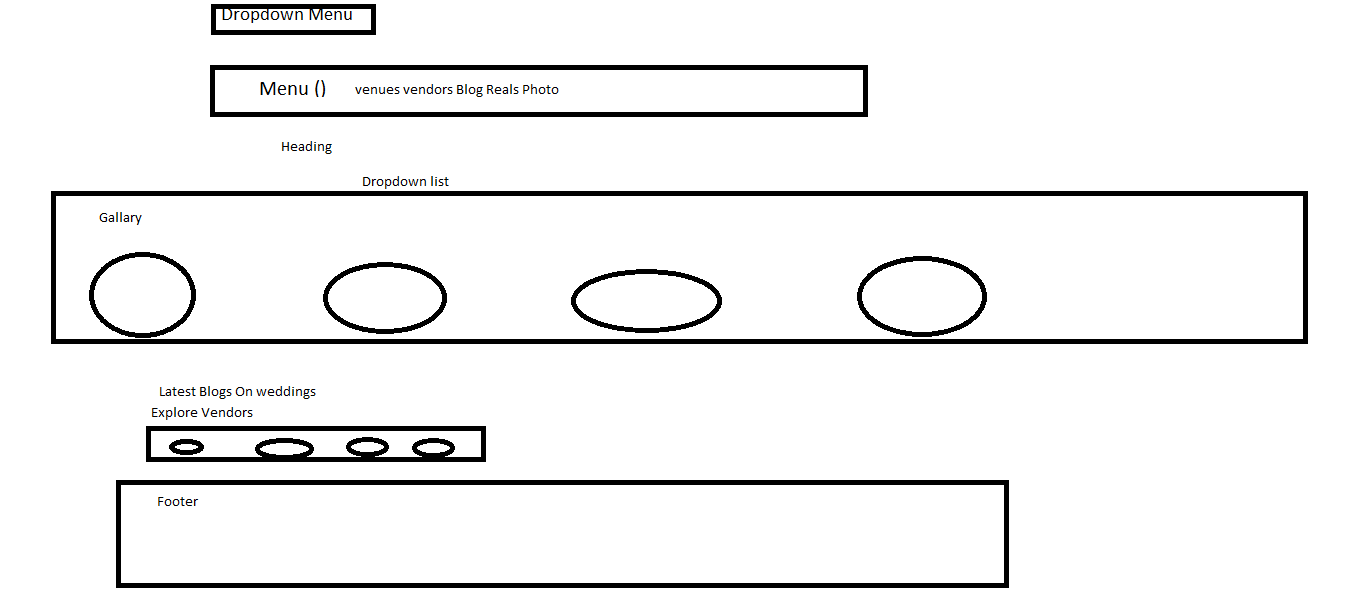 Dropdown Menu
Menu () venues vendors Blog Reals Photo
Heading
Dropdown list
Gallary
Latest Blogs On weddings
Explore Vendors
Footer